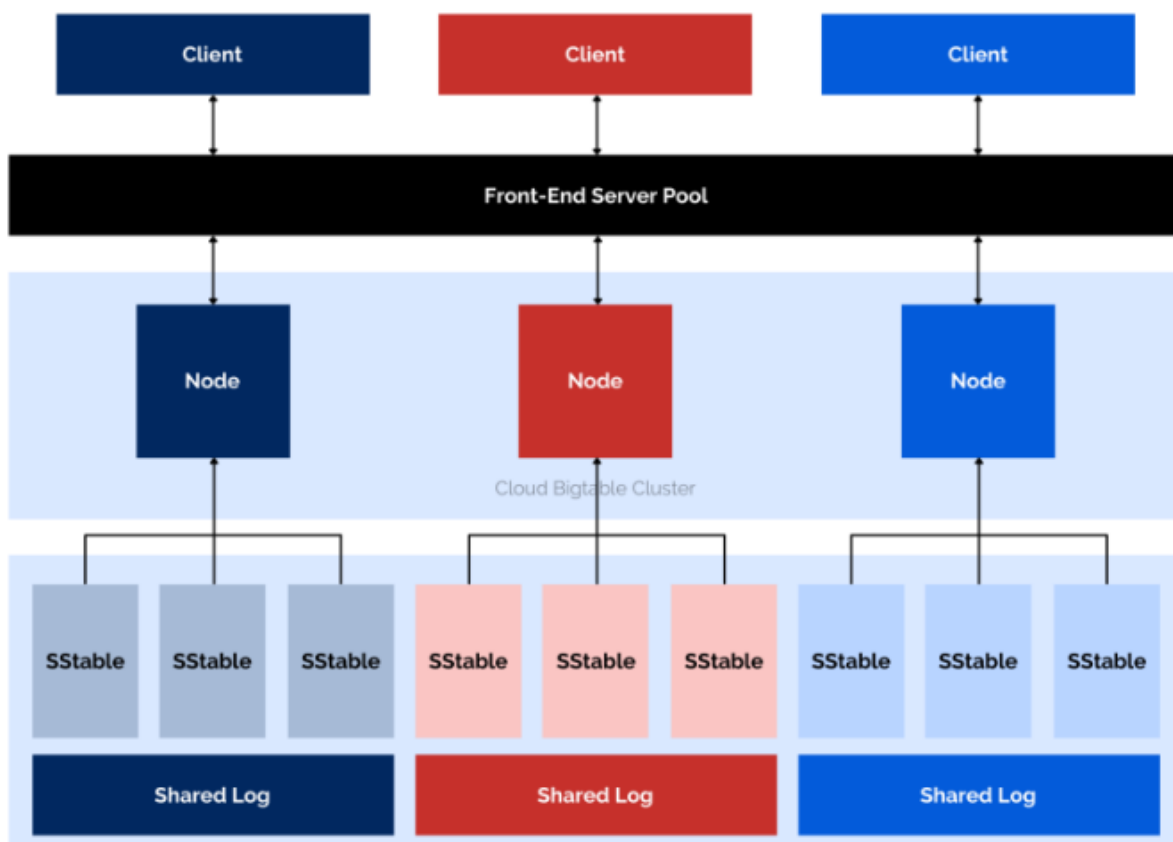 Client
Client
Client
Front-End Server Pool
Node
Node
Node
Cloud Bigtable Cluster
SStable
SStable
SStable
SStable
SStable
SStable
SStable
SStable
SStable
Shared Log
Shared Log
Shared Log